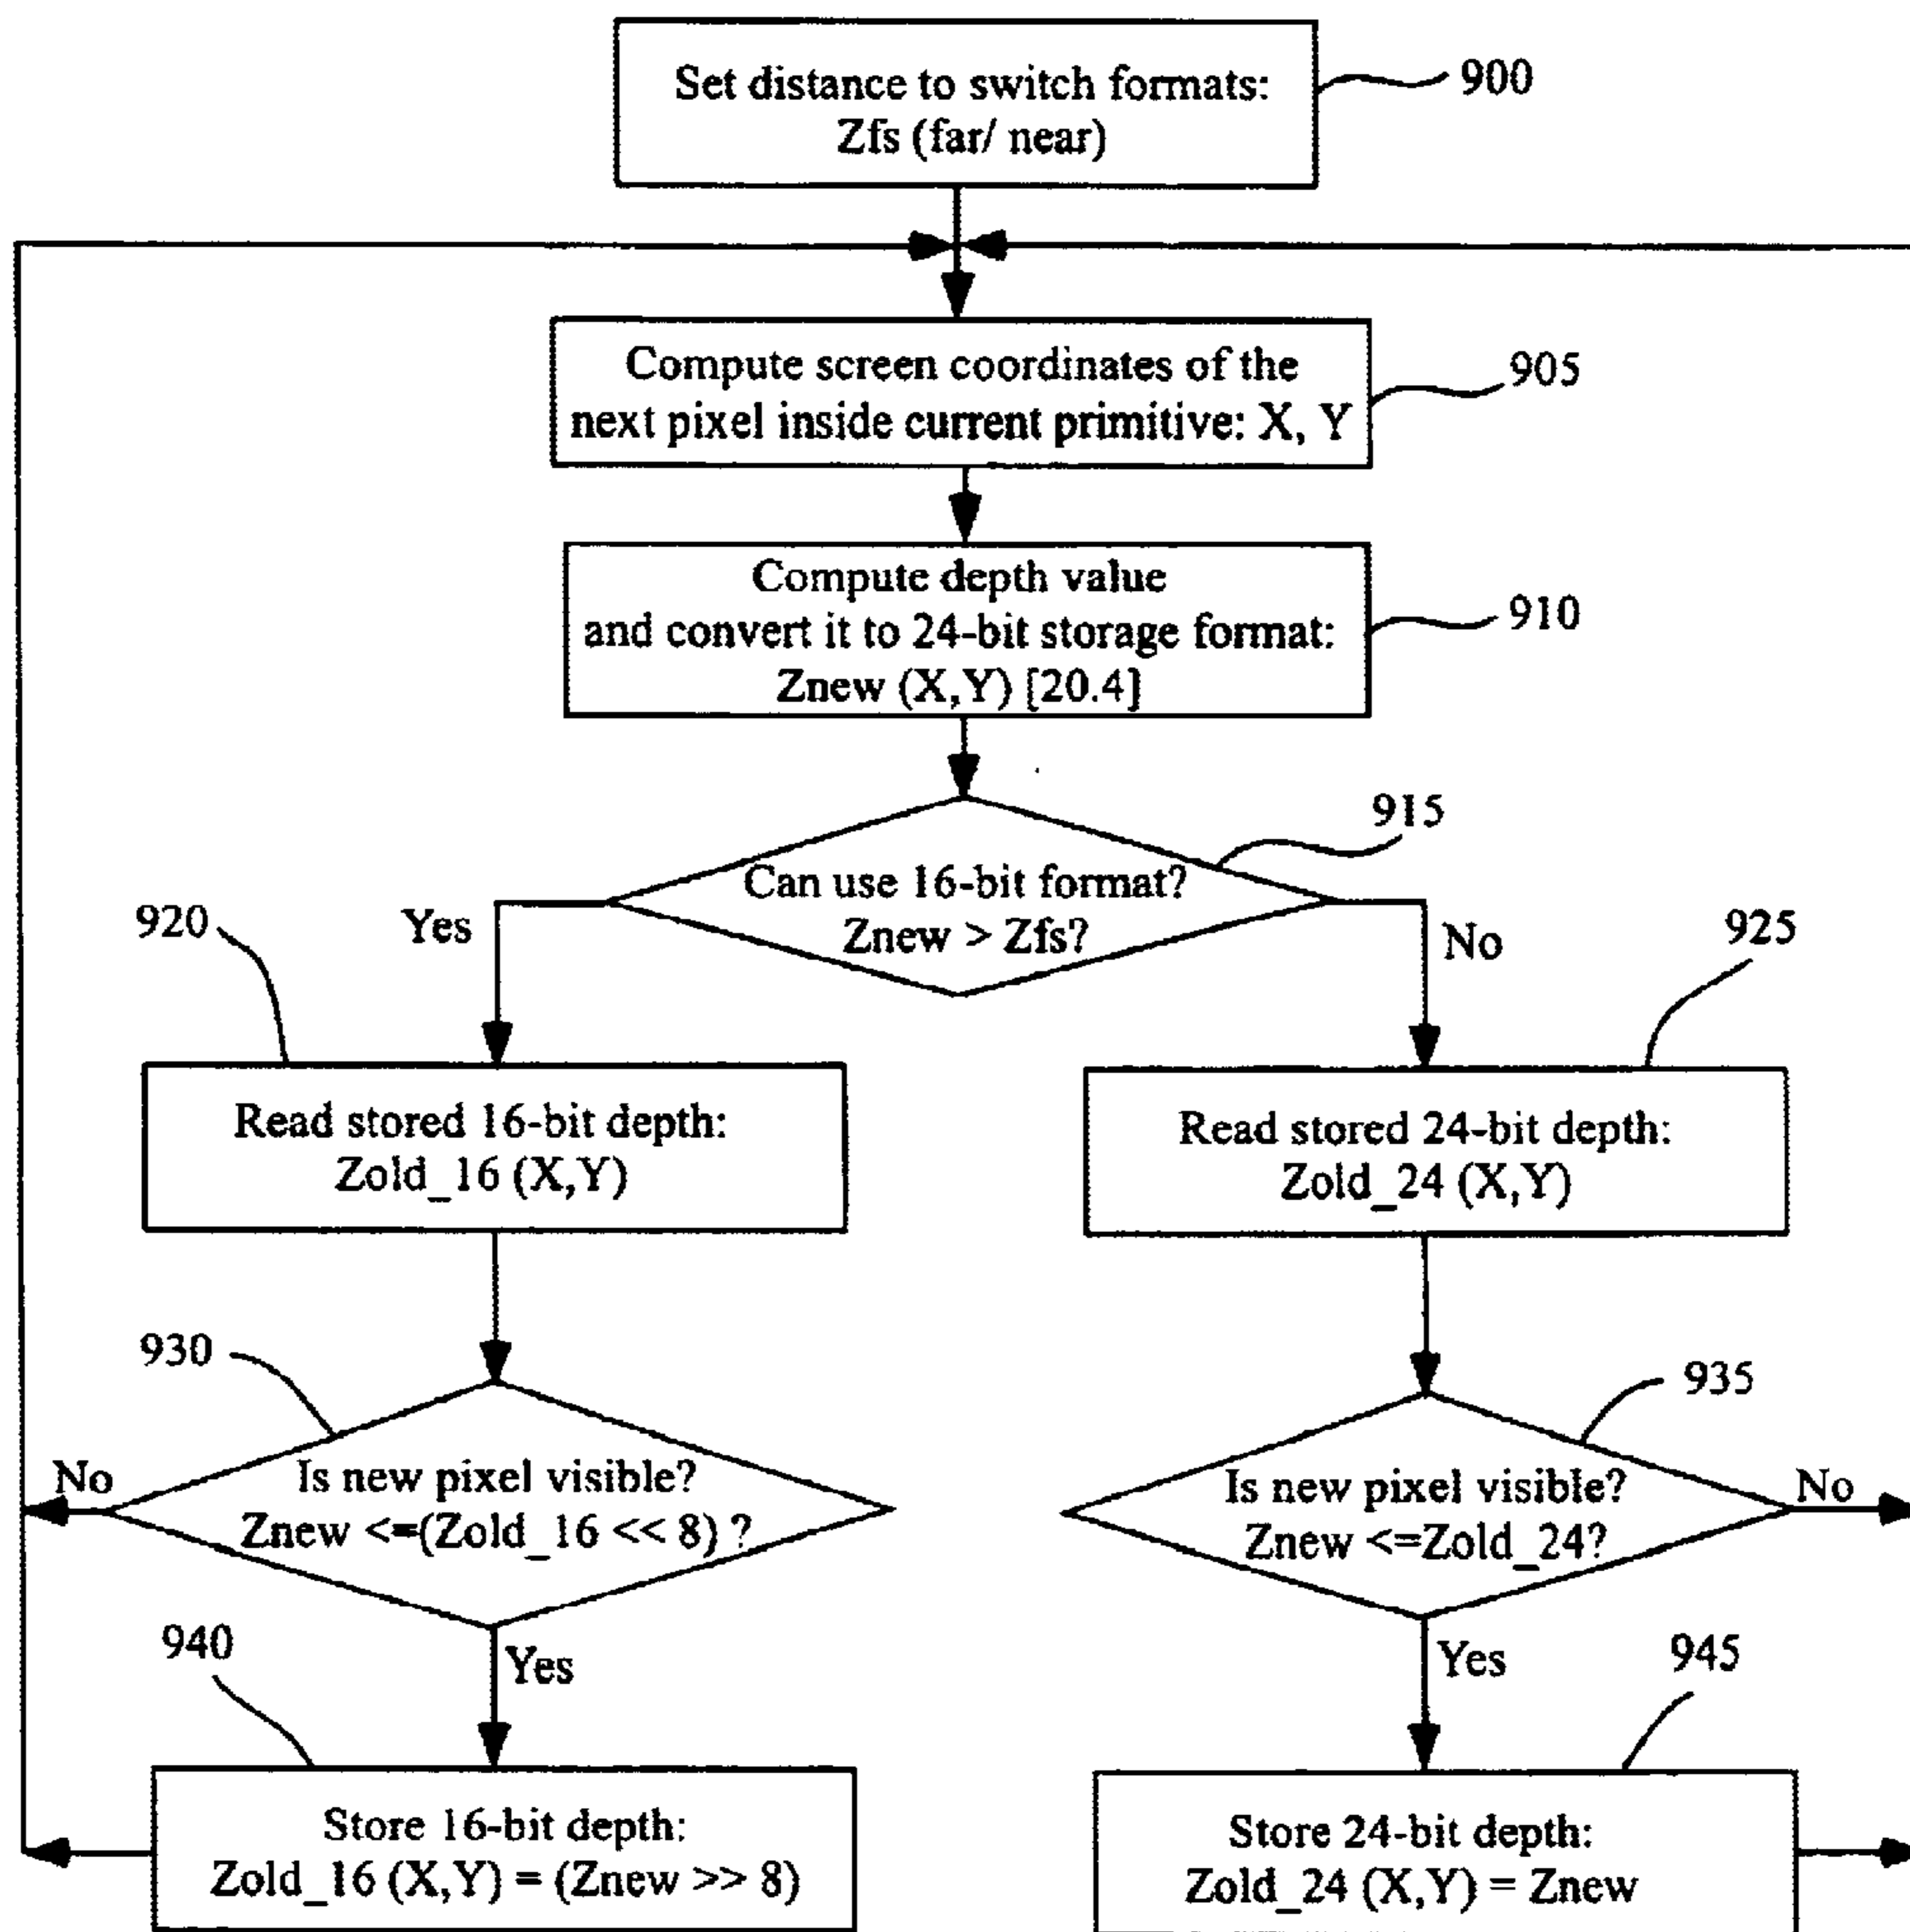 Set distance to switch formats:
Zfs (far/ near)
900
Compute screen coordinates of the
next pixel inside current primitive: X, Y
905
Compute depth value
and convert it to 24-bit storage format:
Znew (X,Y) [20.4]
910
Can use 16-bit format?
Znew > Zfs?
915
Yes
No
920
925
Read stored 16-bit depth:
Zold_16 (X,Y)
Read stored 24-bit depth:
Zold_24 (X,Y)
930
935
Is new pixel visible?
Znew <=(Zold_16 << 8) ?
No
Is new pixel visible?
Znew <=Zold_24?
No
Yes
Yes
940
945
Store 16-bit depth:
Zold_16 (X,Y) = (Znew >> 8)
Store 24-bit depth:
Zold_24 (X,Y) = Znew